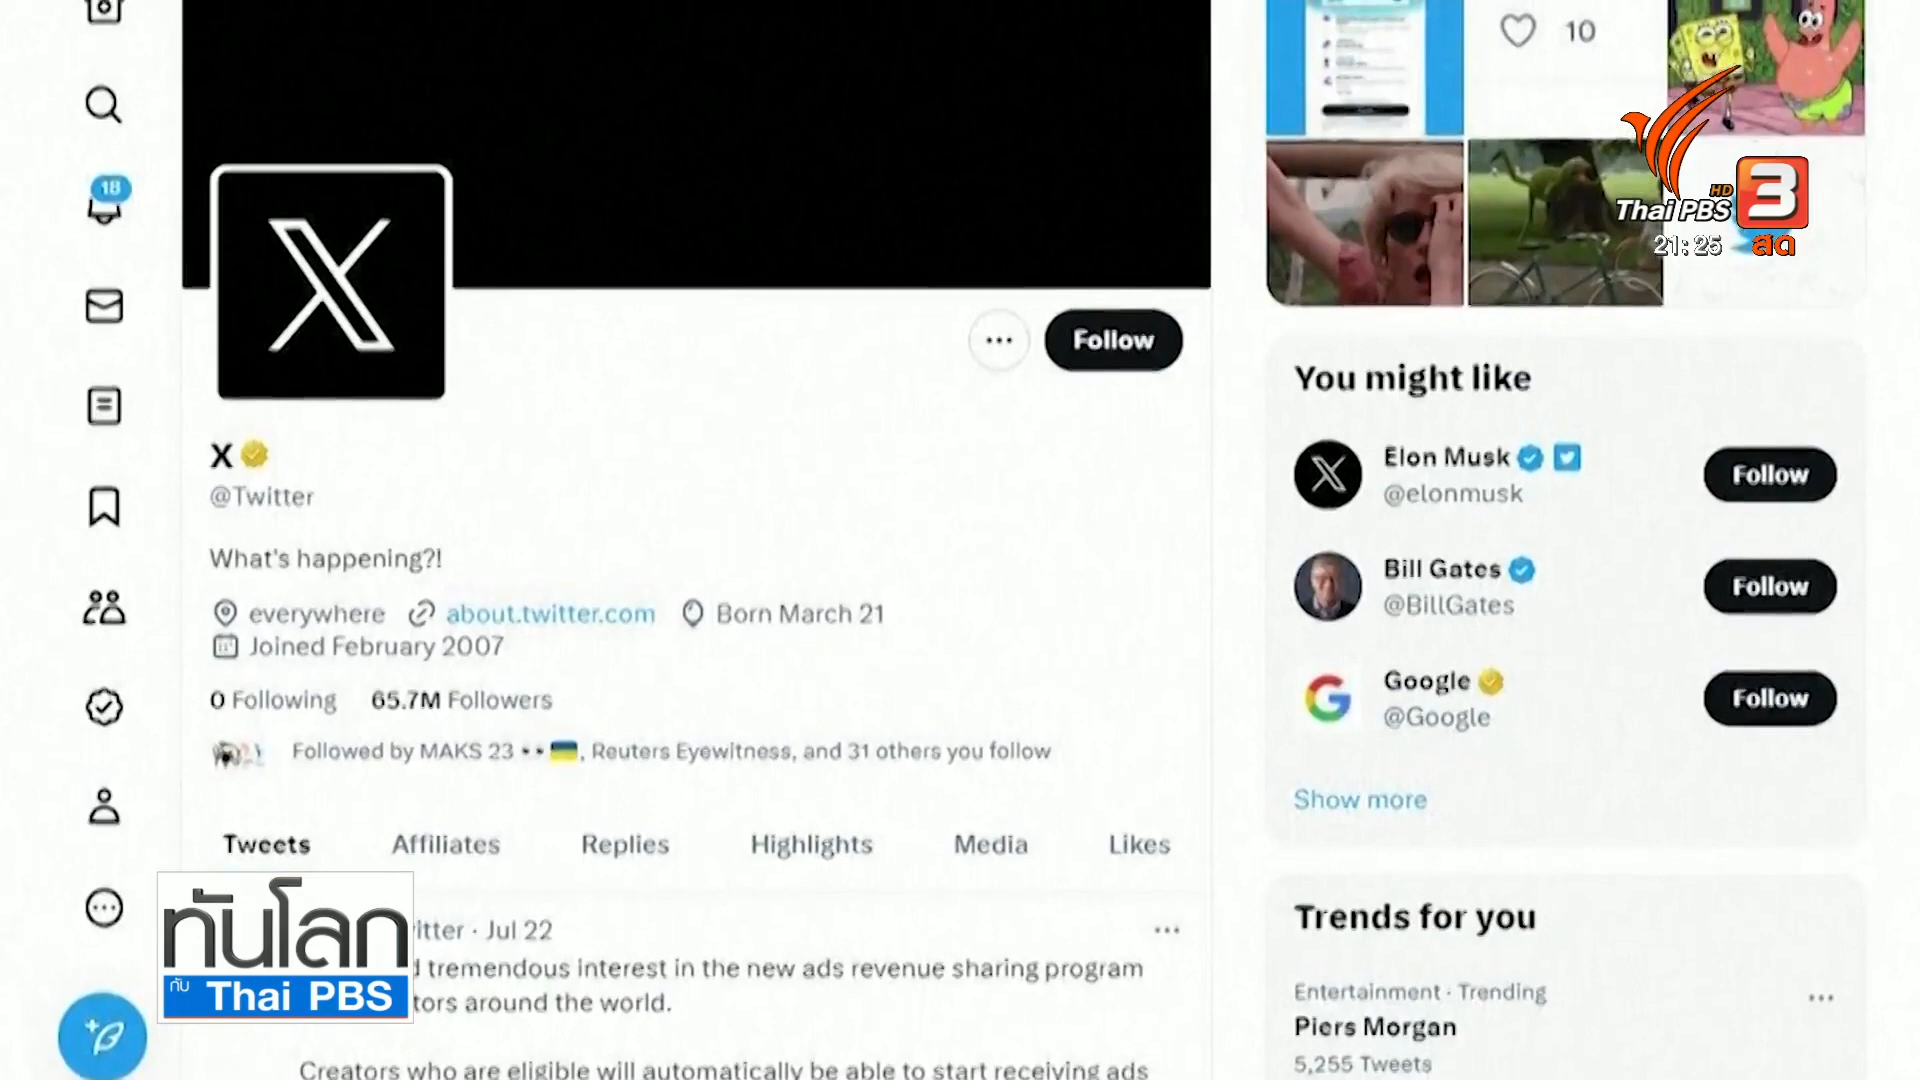 10
18
Thai PBS HD 3
21:25 สด
Follow
X
@Twitter
What's happening?!
everywhere about.twitter.com Born March 21
Joined February 2007
0 Following 65.7M Followers
Followed by MAKS 23, Reuters Eyewitness, and 31 others you follow
Tweets Affiliates Replies Highlights Media Likes
itter · Jul 22
tremendous interest in the new ads revenue sharing program
tors around the world.
Creators who are eligible will automatically be able to start receiving ads
ทันโลก
กับ Thai PBS
You might like
Elon Musk
@elonmusk
Follow
Bill Gates
@BillGates
Follow
Google
@Google
Follow
Show more
Trends for you
Entertainment · Trending
Piers Morgan
5,255 Tweets